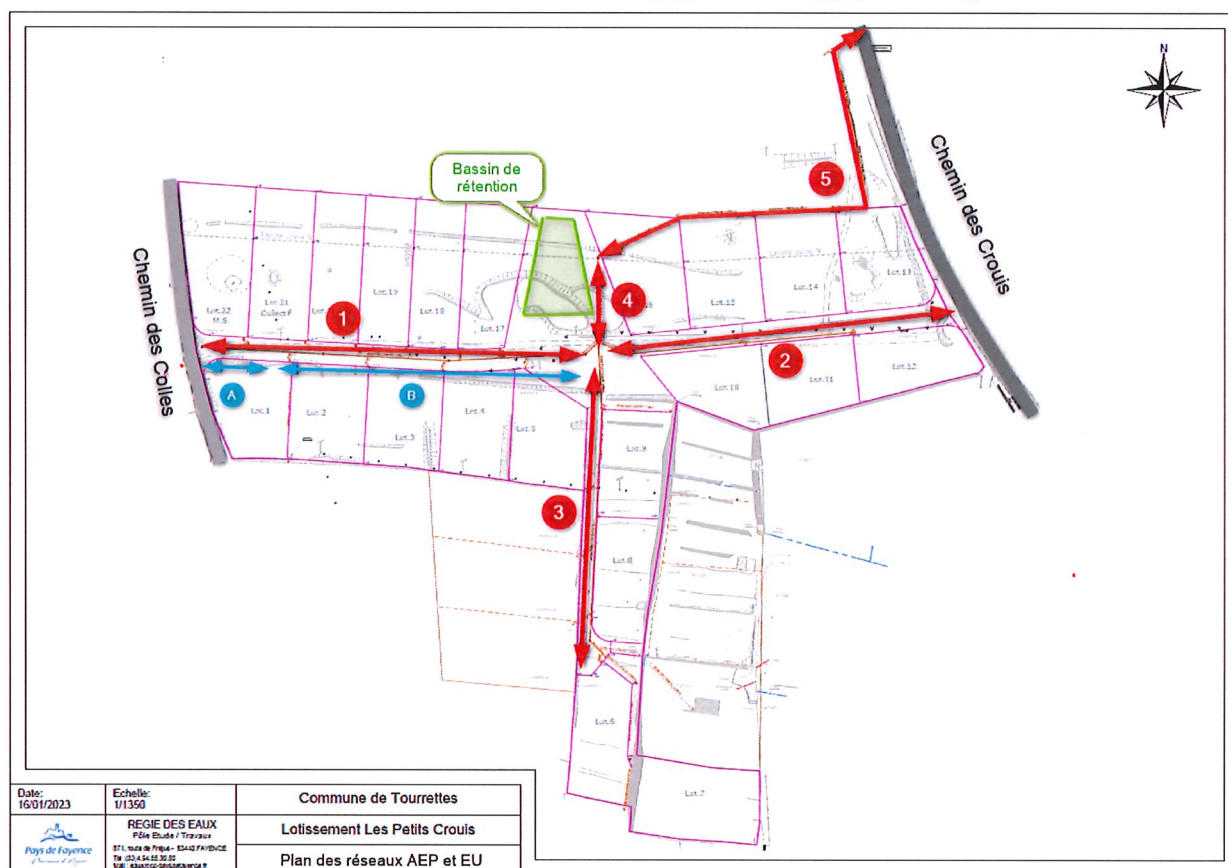 N
Chemin des Crouis
Bassin de
rétention
5
Chemin des Colles
4
Lot.13
Lot.14
Lot.15
Lot.19
Lot.18
Lot.17
Lot.22
M.S.
Lot.21
Collectif
1
2
A
B
Lot.1
Lot.2
Lot.3
Lot.4
Lot.5
Lot.10
Lot.11
Lot.12
Lot.9
3
Lot.8
Lot.6
Lot.7
Date:
16/01/2023
Echelle:
1/1350
Commune de Tourrettes
Pays de Fayence
REGIE DES EAUX
Pôle Etude / Travaux
Lotissement Les Petits Crouis
Plan des réseaux AEP et EU